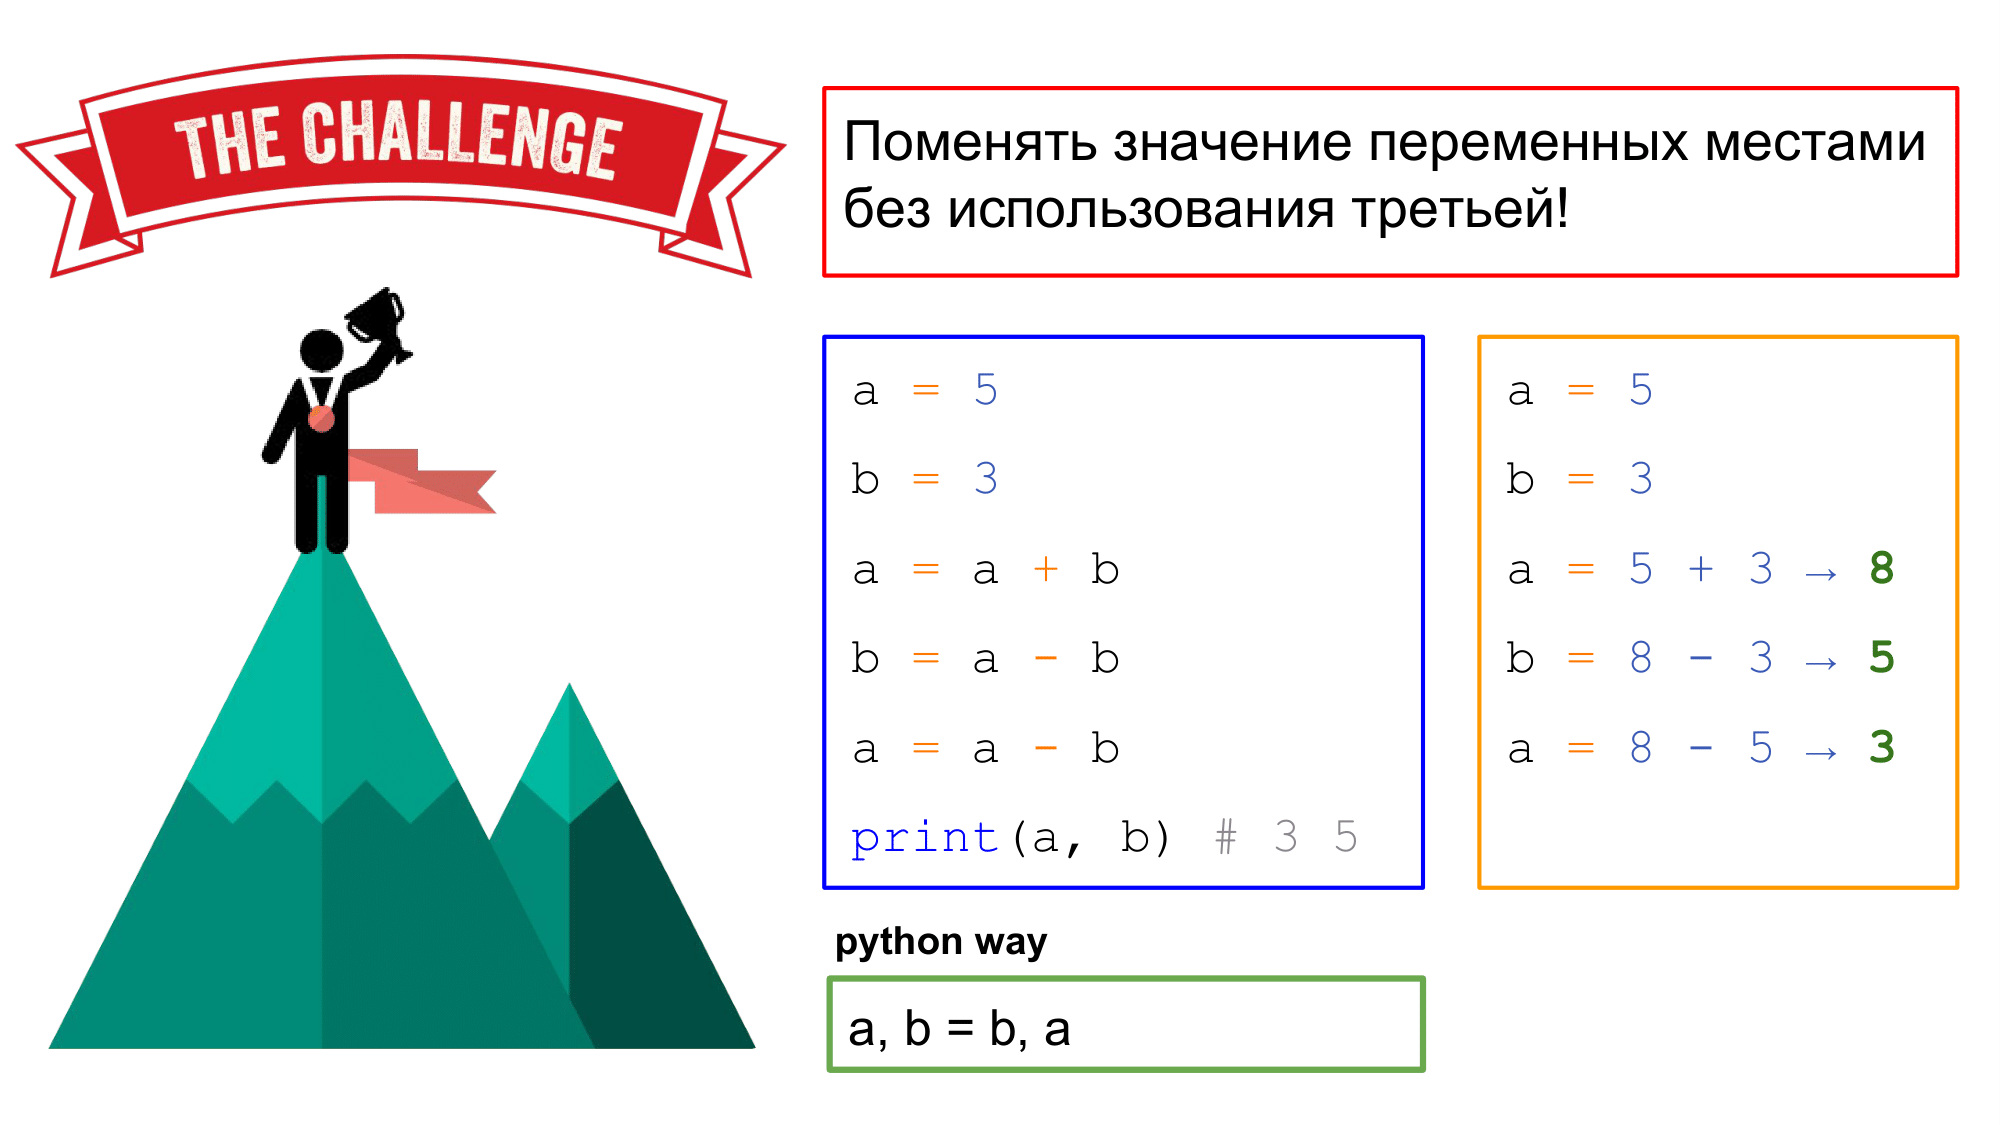 THE CHALLENGE
Поменять значение переменных местами
без использования третьей!
a = 5
b = 3
a = a + b
b = a - b
a = a - b
print(a, b) # 3 5
a = 5
b = 3
a = 5 + 3 → 8
b = 8 - 3 → 5
a = 8 - 5 → 3
python way
a, b = b, a